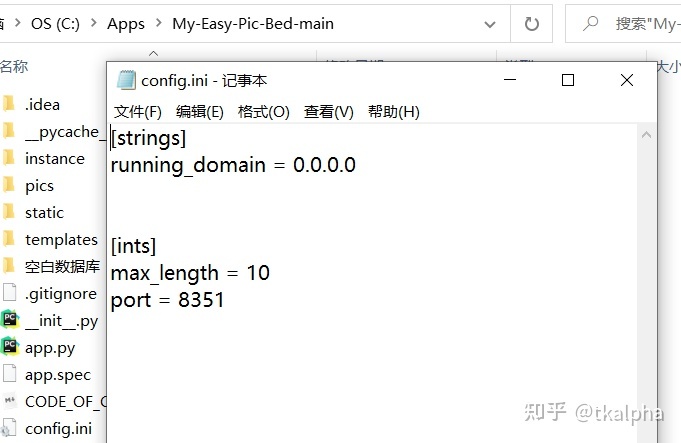 OS (C:) > Apps > My-Easy-Pic-Bed-main
搜索"My-
名称
大小
config.ini - 记事本
文件(F) 编辑(E) 格式(O) 查看(V) 帮助(H)
[strings]
running_domain = 0.0.0.0
[ints]
max_length = 10
port = 8351
.idea
__pycache_
instance
pics
static
templates
空白数据库
.gitignore
__init__.py
app.py
app.spec
CODE_OF_C
config.ini
知乎 @tkalpha